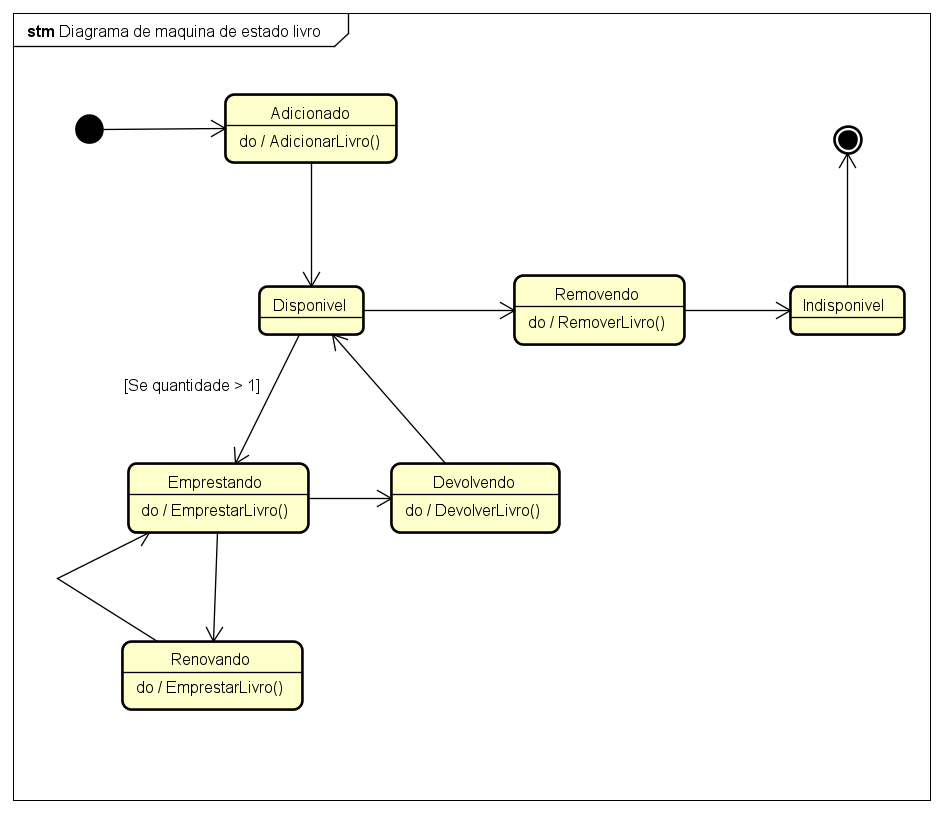 stm Diagrama de maquina de estado livro
Adicionado
do / AdicionarLivro()
Disponivel
Removendo
do / RemoverLivro()
Indisponivel
[Se quantidade > 1]
Emprestando
do / EmprestarLivro()
Devolvendo
do / DevolverLivro()
Renovando
do / EmprestarLivro()